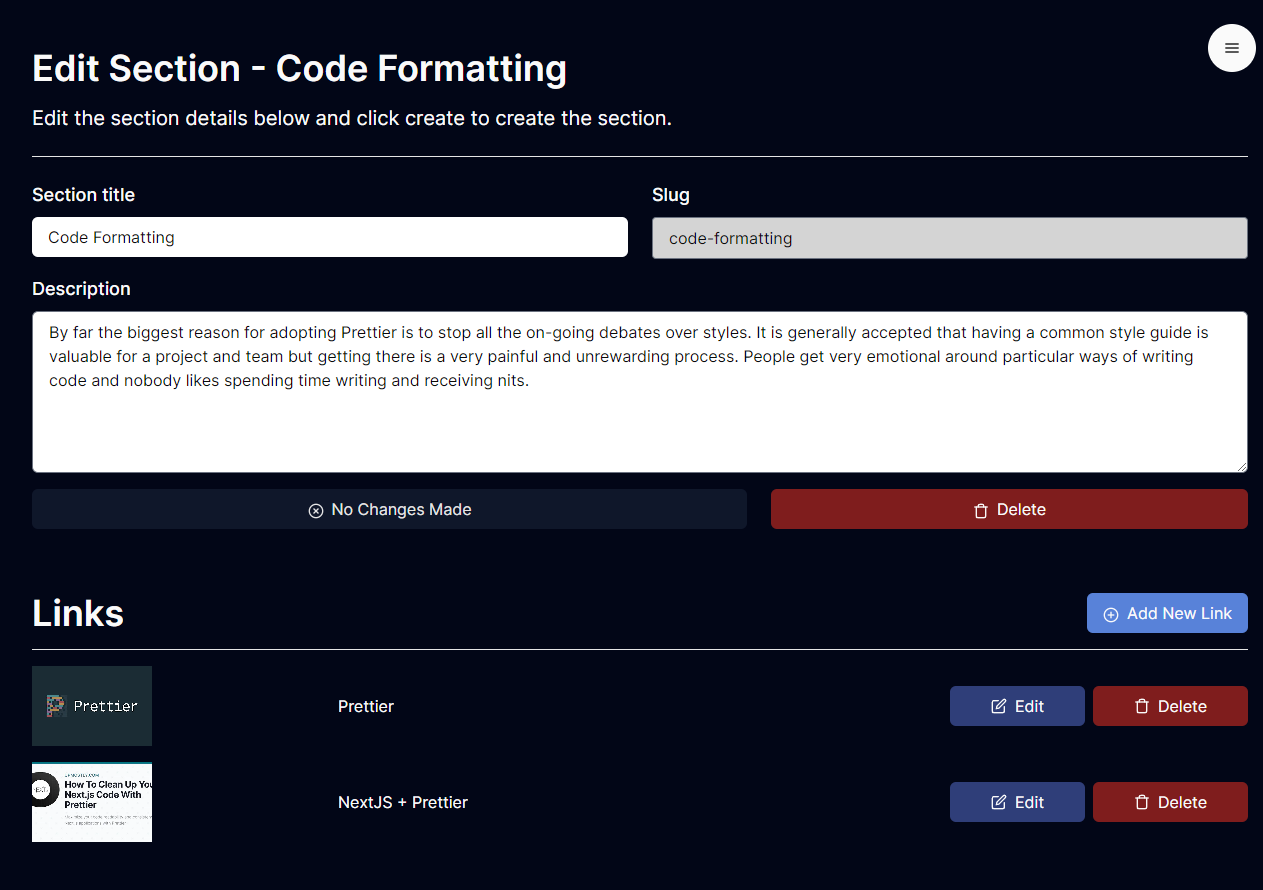 Edit Section - Code Formatting
Edit the section details below and click create to create the section.
Section title
Slug
Code Formatting
code-formatting
Description
By far the biggest reason for adopting Prettier is to stop all the on-going debates over styles. It is generally accepted that having a common style guide is
valuable for a project and team but getting there is a very painful and unrewarding process. People get very emotional around particular ways of writing
code and nobody likes spending time writing and receiving nits.
No Changes Made
Delete
Links
Add New Link
Prettier
Prettier
Edit
Delete
How To Clean Up You
Next.js Code With
Prettier
NextJS + Prettier
Edit
Delete